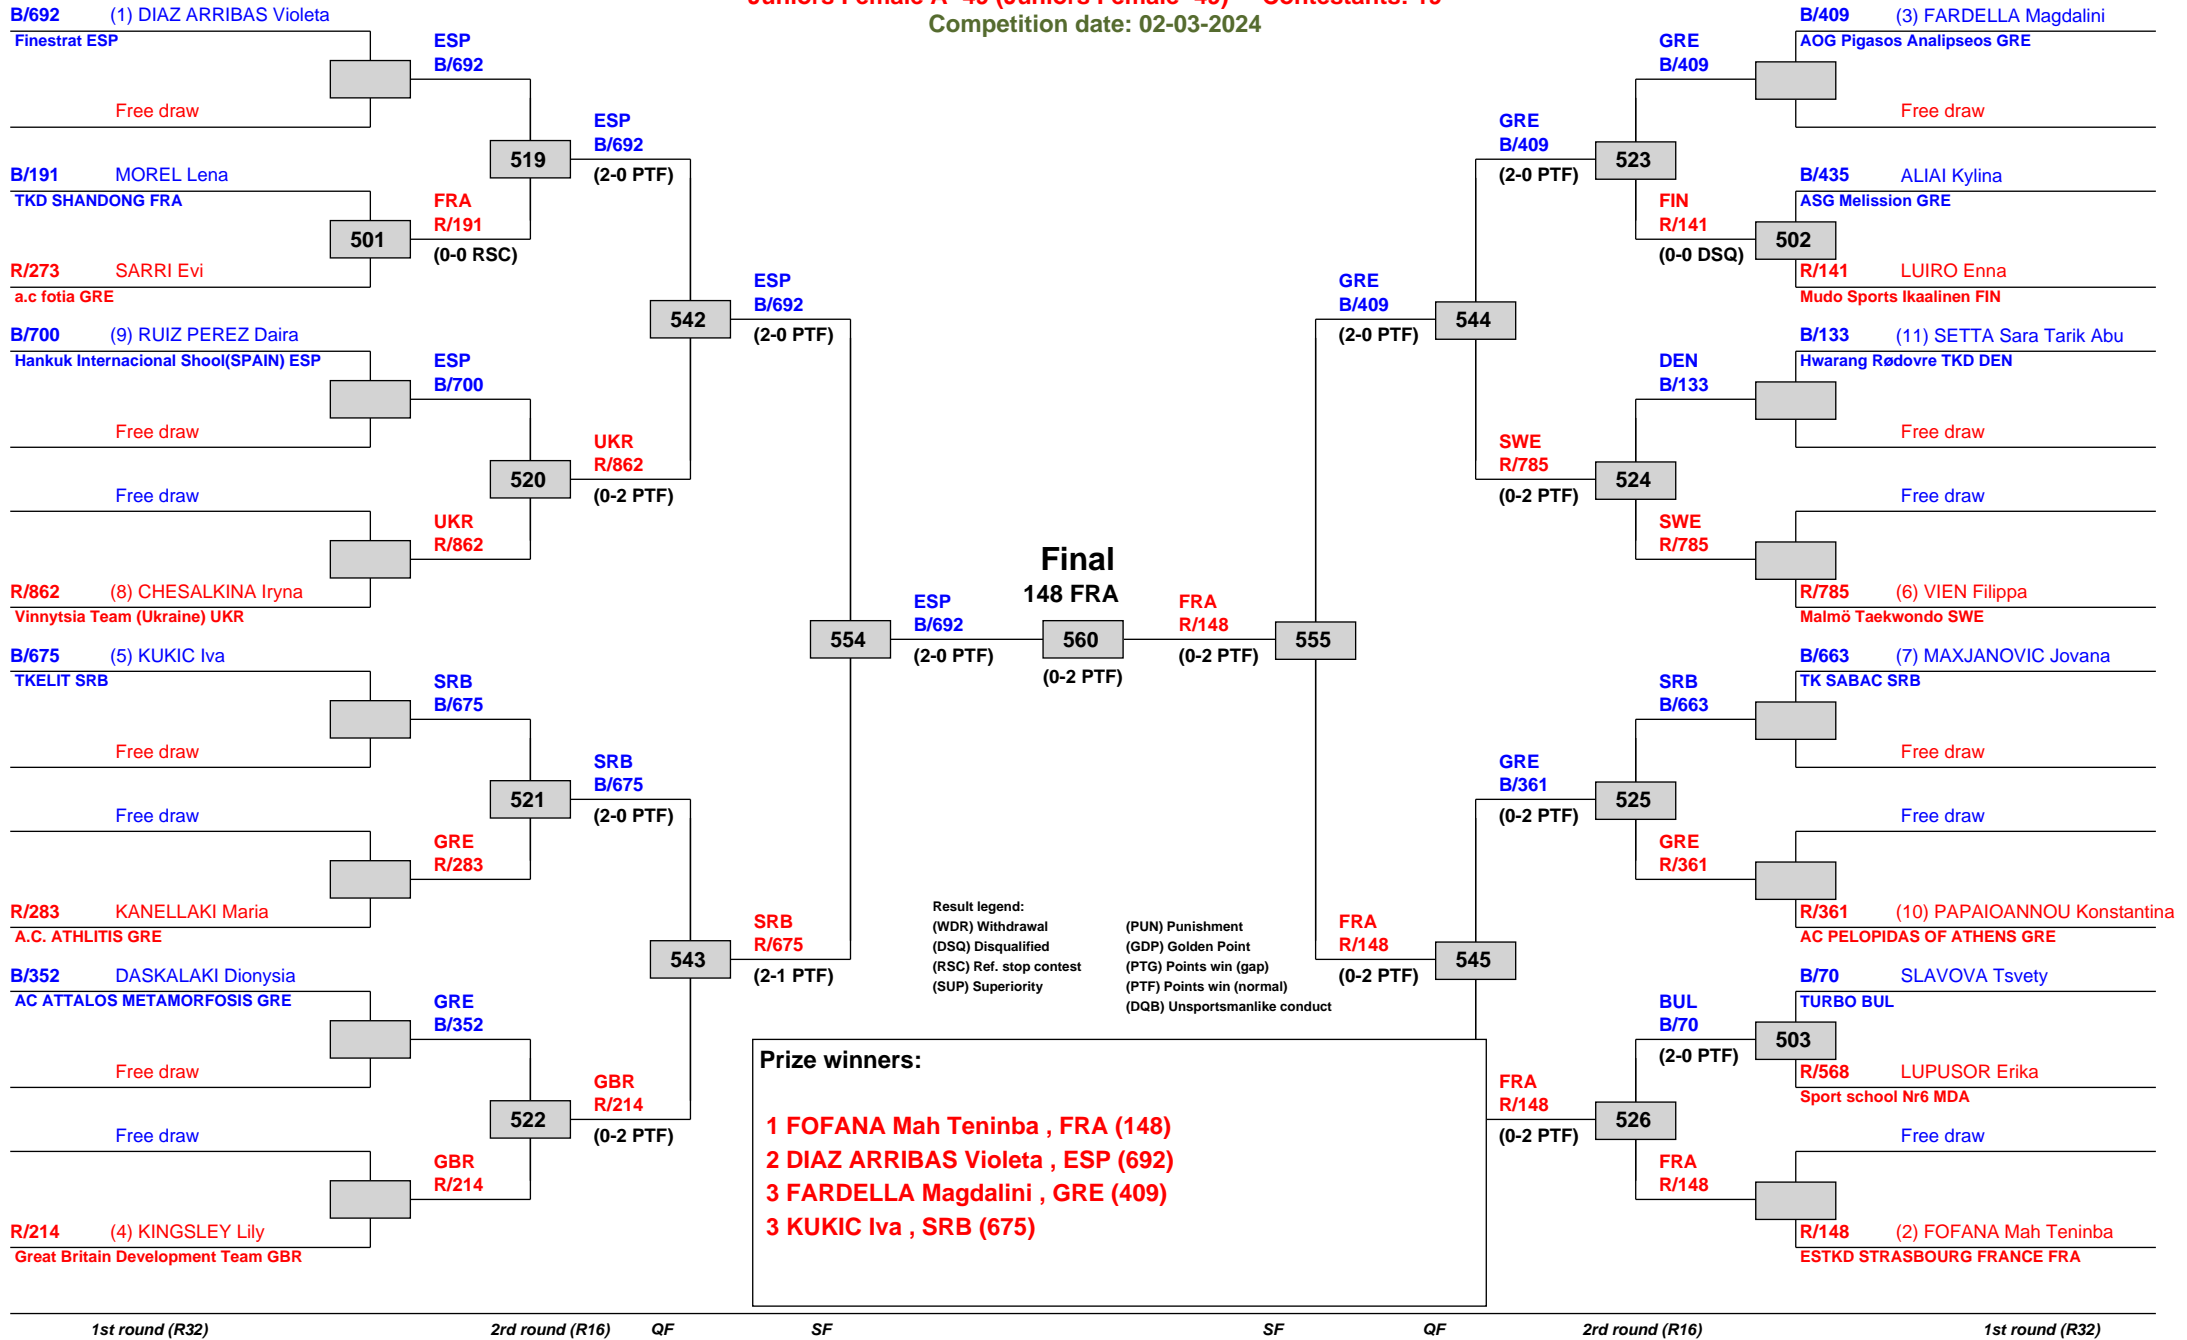 Competition date: 02-03-2024
B/692 (1) DIAZ ARRIBAS Violeta
Finestrat ESP
Free draw
B/191 MOREL Lena
TKD SHANDONG FRA
R/273 SARRI Evi
a.c fotia GRE
B/700 (9) RUIZ PEREZ Daira
Hankuk Internacional Shool(SPAIN) ESP
Free draw
Free draw
R/862 (8) CHESALKINA Iryna
Vinnytsia Team (Ukraine) UKR
B/675 (5) KUKIC Iva
TKELIT SRB
Free draw
Free draw
R/283 KANELLAKI Maria
A.C. ATHLITIS GRE
B/352 DASKALAKI Dionysia
AC ATTALOS METAMORFOSIS GRE
Free draw
Free draw
R/214 (4) KINGSLEY Lily
Great Britain Development Team GBR
501
ESP
B/692
FRA
R/191
(0-0 RSC)
ESP
B/700
UKR
R/862
SRB
B/675
GRE
R/283
GRE
B/352
GBR
R/214
519
520
521
522
ESP
B/692
(2-0 PTF)
UKR
R/862
(0-2 PTF)
SRB
B/675
(2-0 PTF)
GBR
R/214
(0-2 PTF)
542
543
ESP
B/692
(2-0 PTF)
SRB
R/675
(2-1 PTF)
554
ESP
B/692
(2-0 PTF)
Final
148 FRA
560
(0-2 PTF)
FRA
R/148
(0-2 PTF)
555
GRE
B/409
(2-0 PTF)
FRA
R/148
(0-2 PTF)
544
545
GRE
B/409
(2-0 PTF)
SWE
R/785
(0-2 PTF)
GRE
B/361
(0-2 PTF)
FRA
R/148
(0-2 PTF)
523
524
525
526
GRE
B/409
FIN
R/141
(0-0 DSQ)
DEN
B/133
SWE
R/785
SRB
B/663
GRE
R/361
BUL
B/70
(2-0 PTF)
FRA
R/148
502
503
B/409 (3) FARDELLA Magdalini
AOG Pigasos Analipseos GRE
Free draw
B/435 ALIAI Kylina
ASG Melission GRE
R/141 LUIRO Enna
Mudo Sports Ikaalinen FIN
B/133 (11) SETTA Sara Tarik Abu
Hwarang Rødovre TKD DEN
Free draw
Free draw
R/785 (6) VIEN Filippa
Malmö Taekwondo SWE
B/663 (7) MAXJANOVIC Jovana
TK SABAC SRB
Free draw
Free draw
R/361 (10) PAPAIOANNOU Konstantina
AC PELOPIDAS OF ATHENS GRE
B/70 SLAVOVA Tsvety
TURBO BUL
R/568 LUPUSOR Erika
Sport school Nr6 MDA
Free draw
R/148 (2) FOFANA Mah Teninba
ESTKD STRASBOURG FRANCE FRA
Result legend:
(WDR) Withdrawal
(DSQ) Disqualified
(RSC) Ref. stop contest
(SUP) Superiority
(PUN) Punishment
(GDP) Golden Point
(PTG) Points win (gap)
(PTF) Points win (normal)
(DQB) Unsportsmanlike conduct
Prize winners:
1 FOFANA Mah Teninba , FRA (148)
2 DIAZ ARRIBAS Violeta , ESP (692)
3 FARDELLA Magdalini , GRE (409)
3 KUKIC Iva , SRB (675)
1st round (R32) 2rd round (R16) QF SF SF QF 2rd round (R16) 1st round (R32)